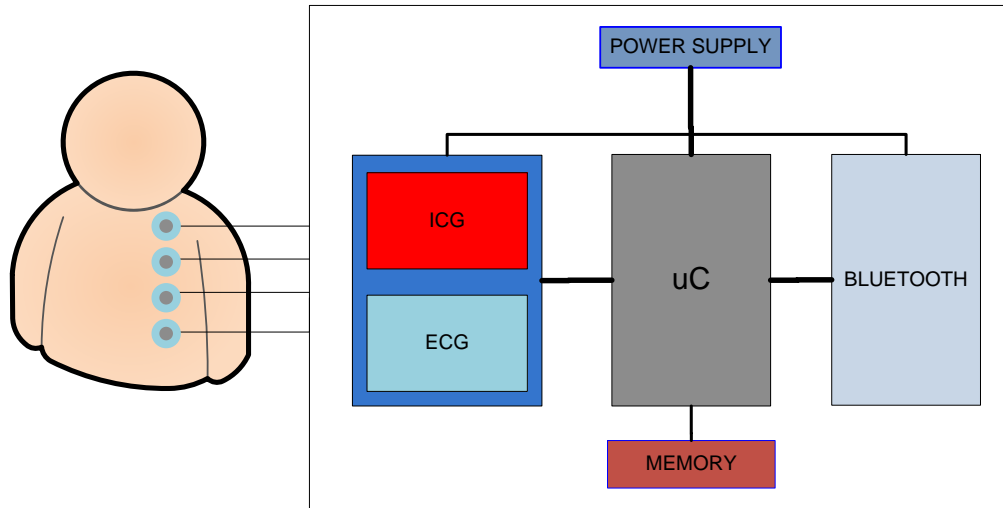 POWER SUPPLY
ICG
ECG
uC
BLUETOOTH
MEMORY